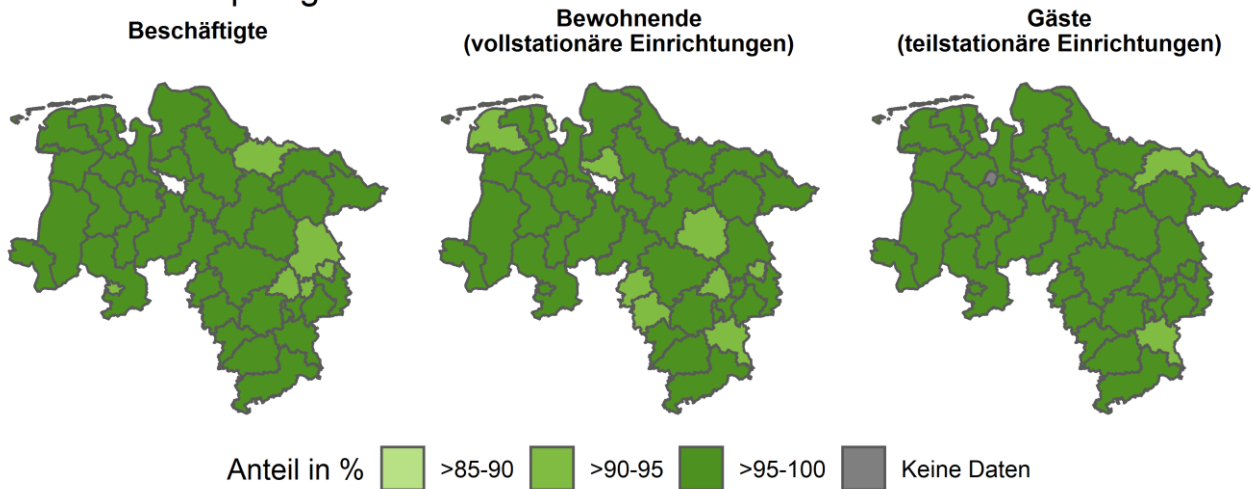 Beschäftigte
Bewohnende
(vollstationäre Einrichtungen)
Gäste
(teilstationäre Einrichtungen)
Anteil in % >85-90 >90-95 >95-100 Keine Daten